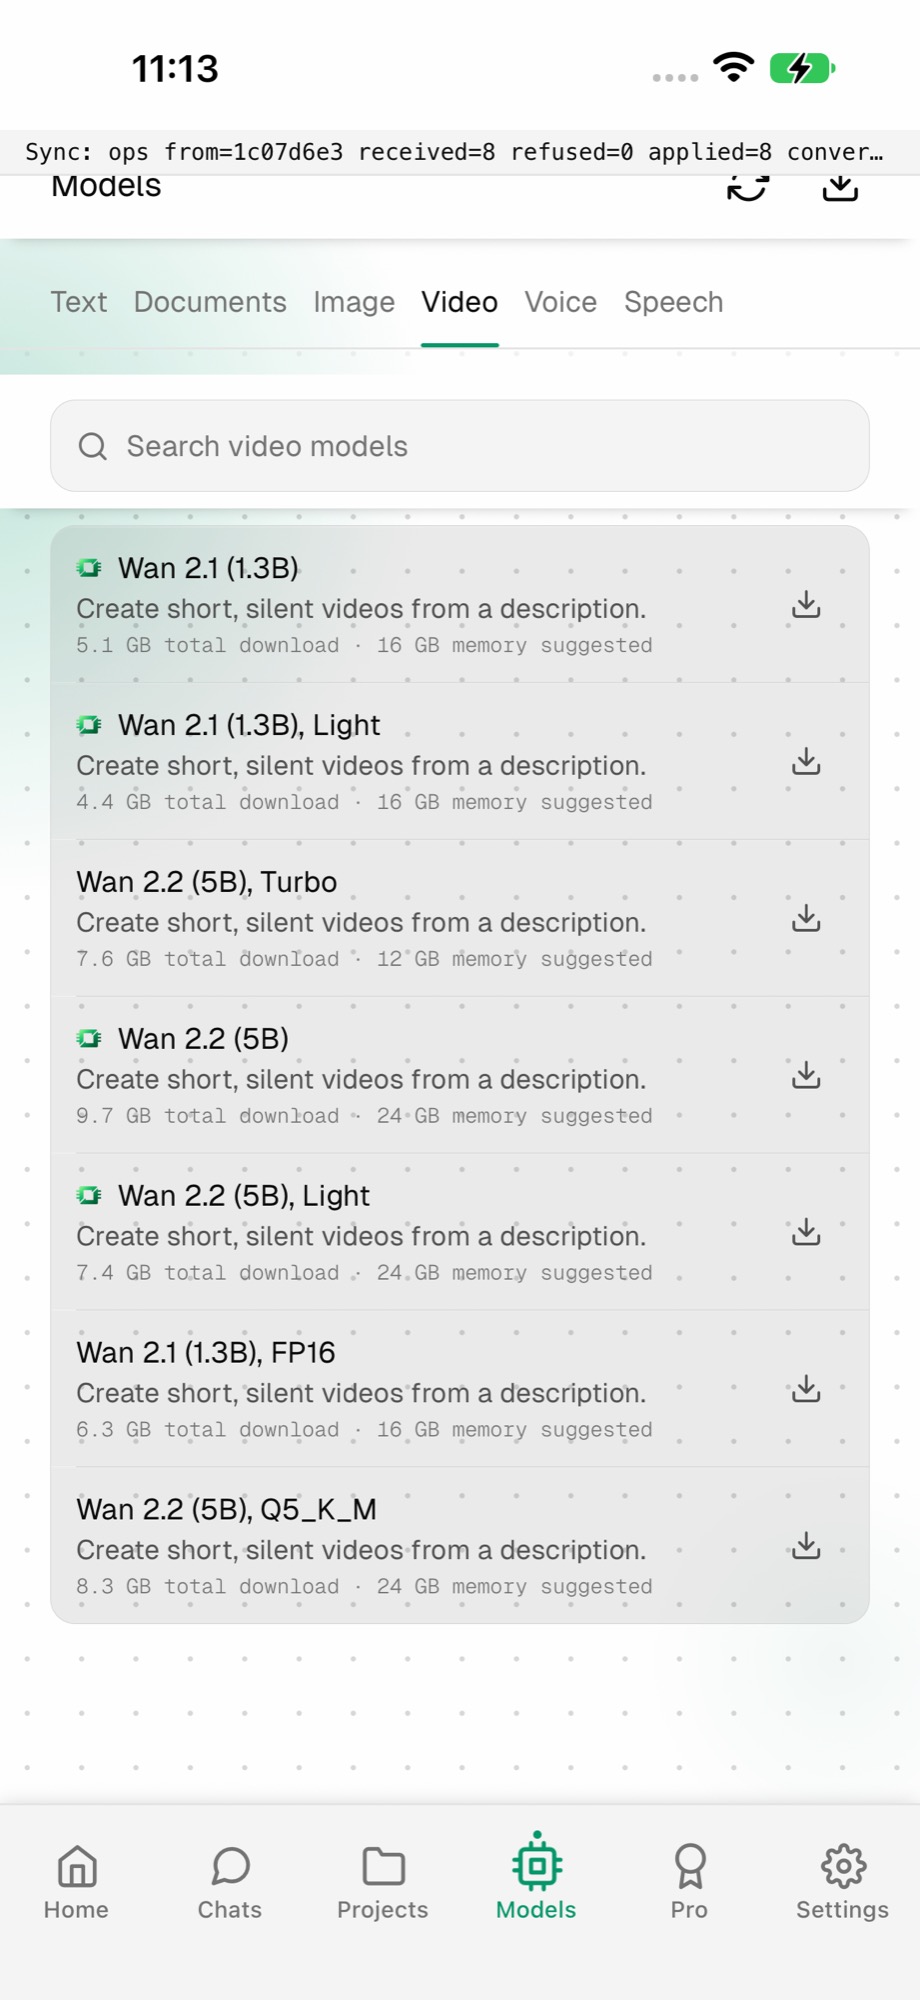 11:13
Sync: ops from=1c07d6e3 received=8 refused=0 applied=8 conver…
Models
Text Documents Image Video Voice Speech
Search video models
Wan 2.1 (1.3B)
Create short, silent videos from a description.
5.1 GB total download · 16 GB memory suggested
Wan 2.1 (1.3B), Light
Create short, silent videos from a description.
4.4 GB total download · 16 GB memory suggested
Wan 2.2 (5B), Turbo
Create short, silent videos from a description.
7.6 GB total download · 12 GB memory suggested
Wan 2.2 (5B)
Create short, silent videos from a description.
9.7 GB total download · 24 GB memory suggested
Wan 2.2 (5B), Light
Create short, silent videos from a description.
7.4 GB total download · 24 GB memory suggested
Wan 2.1 (1.3B), FP16
Create short, silent videos from a description.
6.3 GB total download · 16 GB memory suggested
Wan 2.2 (5B), Q5_K_M
Create short, silent videos from a description.
8.3 GB total download · 24 GB memory suggested
Home Chats Projects Models Pro Settings